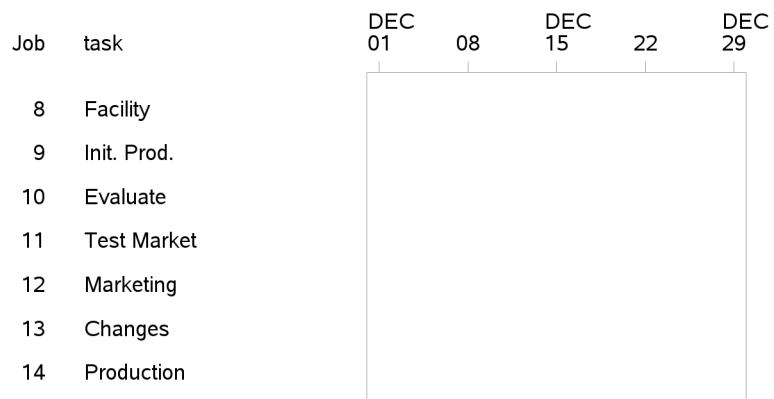 DEC DEC DEC
Job task 01 08 15 22 29
8 Facility
9 Init. Prod.
10 Evaluate
11 Test Market
12 Marketing
13 Changes
14 Production